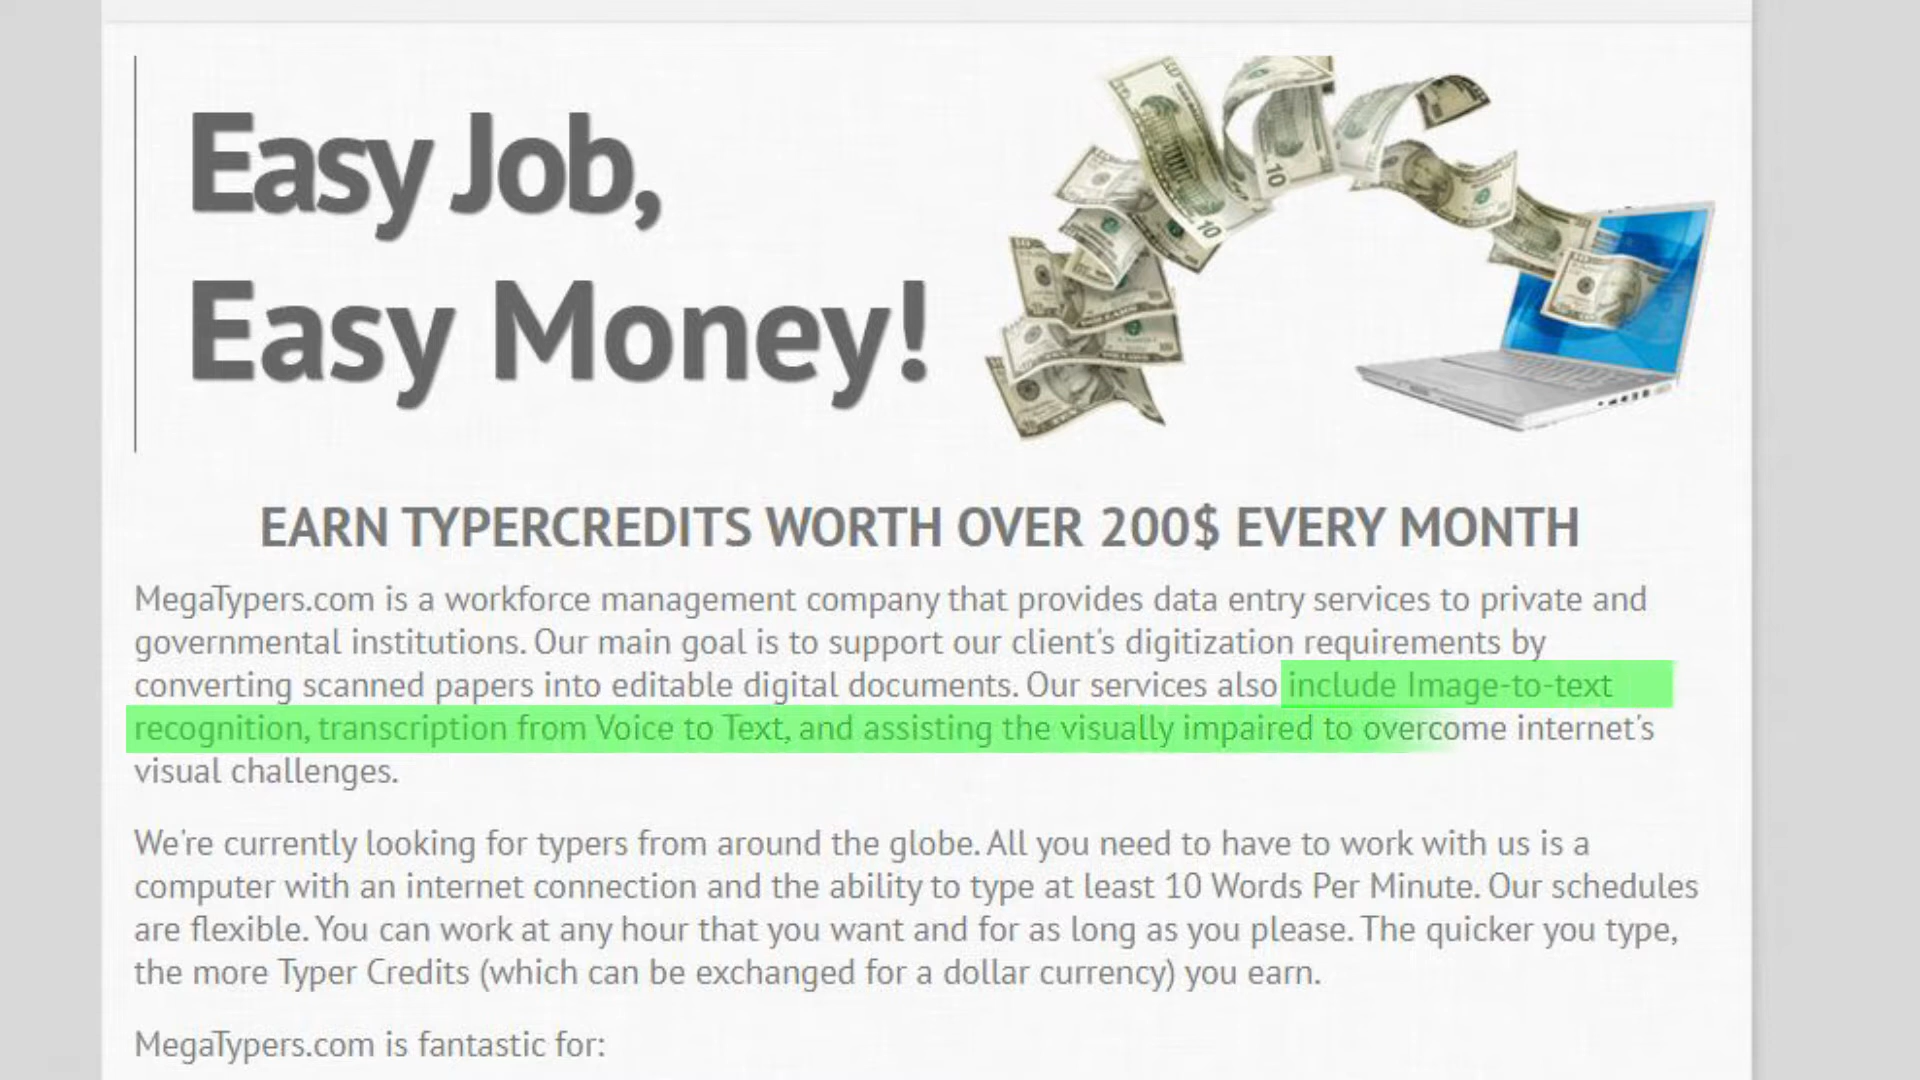 Easy Job,
Easy Money!
EARN TYPERCREDITS WORTH OVER 200$ EVERY MONTH
MegaTypers.com is a workforce management company that provides data entry services to private and
governmental institutions. Our main goal is to support our client's digitization requirements by
converting scanned papers into editable digital documents. Our services also include Image-to-text
recognition, transcription from Voice to Text, and assisting the visually impaired to overcome internet's
visual challenges.
We're currently looking for typers from around the globe. All you need to have to work with us is a
computer with an internet connection and the ability to type at least 10 Words Per Minute. Our schedules
are flexible. You can work at any hour that you want and for as long as you please. The quicker you type,
the more Typer Credits (which can be exchanged for a dollar currency) you earn.
MegaTypers.com is fantastic for: